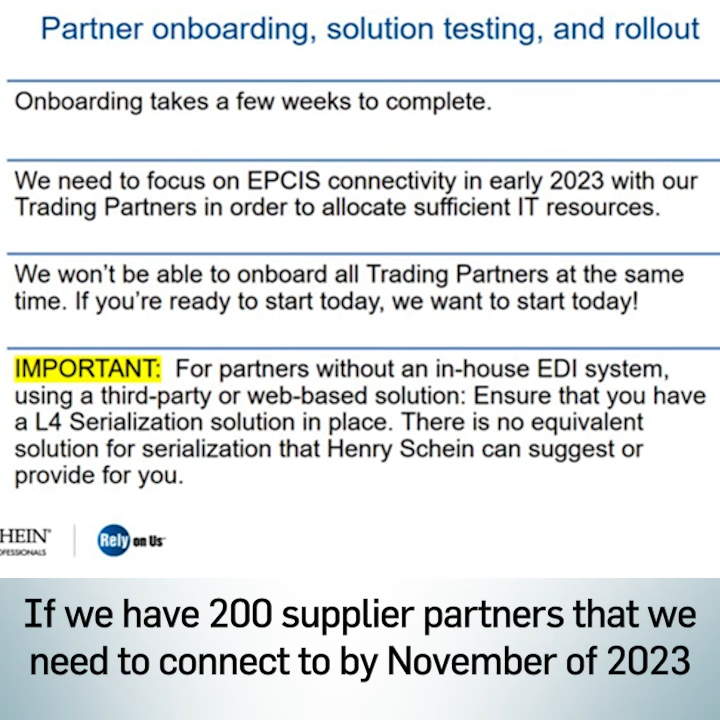 Partner onboarding, solution testing, and rollout
Onboarding takes a few weeks to complete.
We need to focus on EPCIS connectivity in early 2023 with our
Trading Partners in order to allocate sufficient IT resources.
We won't be able to onboard all Trading Partners at the same
time. If you're ready to start today, we want to start today!
IMPORTANT: For partners without an in-house EDI system,
using a third-party or web-based solution: Ensure that you have
a L4 Serialization solution in place. There is no equivalent
solution for serialization that Henry Schein can suggest or
provide for you.
HEIN®
OFESSIONALS
Rely on Us
If we have 200 supplier partners that we
need to connect to by November of 2023